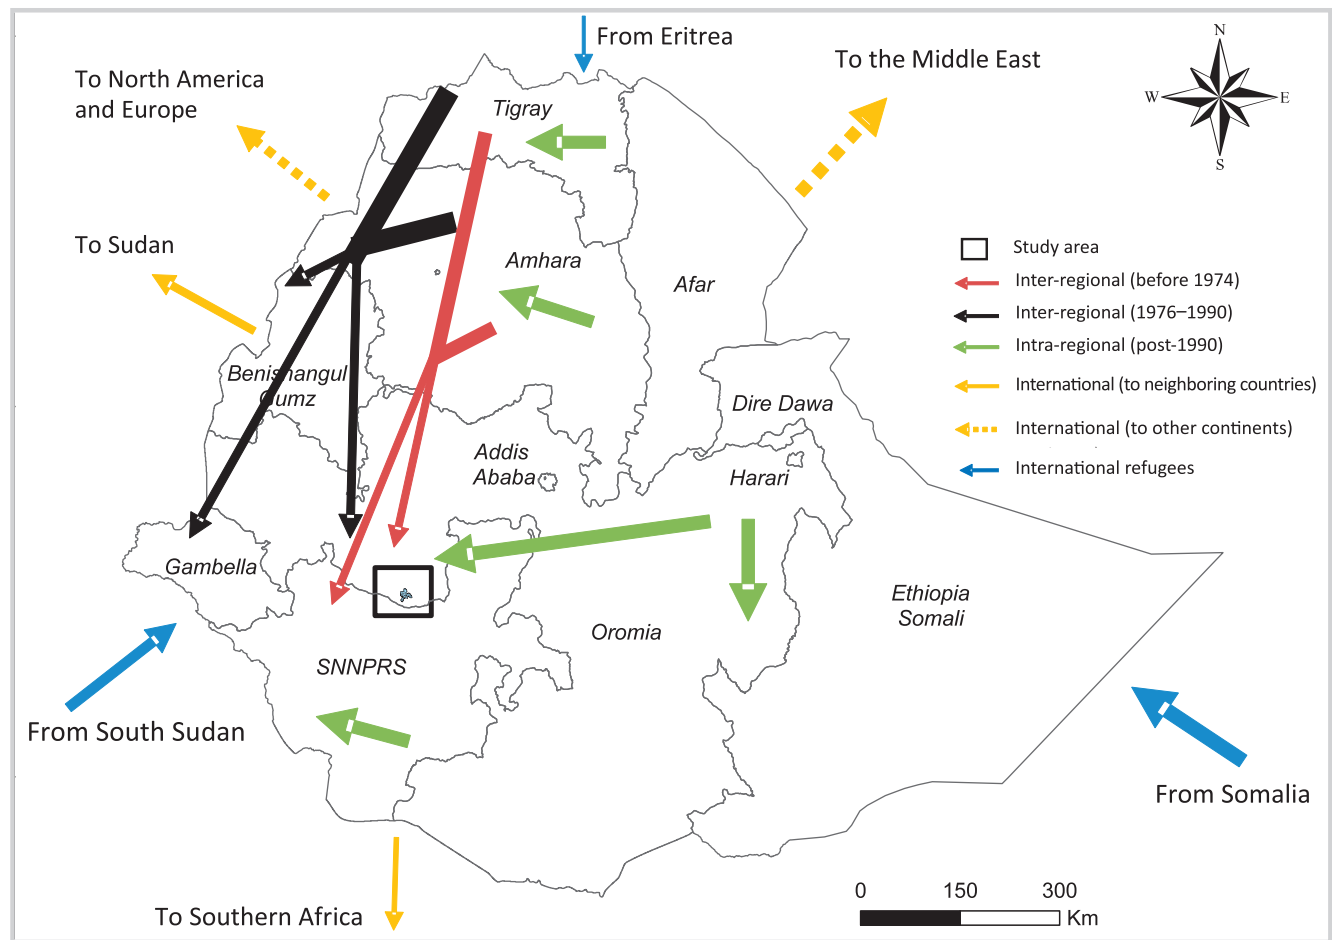 From Eritrea
To the Middle East
To North America
and Europe
N
W
E
S
Tigray
To Sudan
Amhara
Afar
Study area
Inter-regional (before 1974)
Inter-regional (1976–1990)
Intra-regional (post-1990)
International (to neighboring countries)
International (to other continents)
International refugees
Benishangul
Gumz
Dire Dawa
Addis
Ababa
Harari
Gambella
Ethiopia
Somali
Oromia
SNNPRS
From South Sudan
From Somalia
To Southern Africa
0 150 300
Km